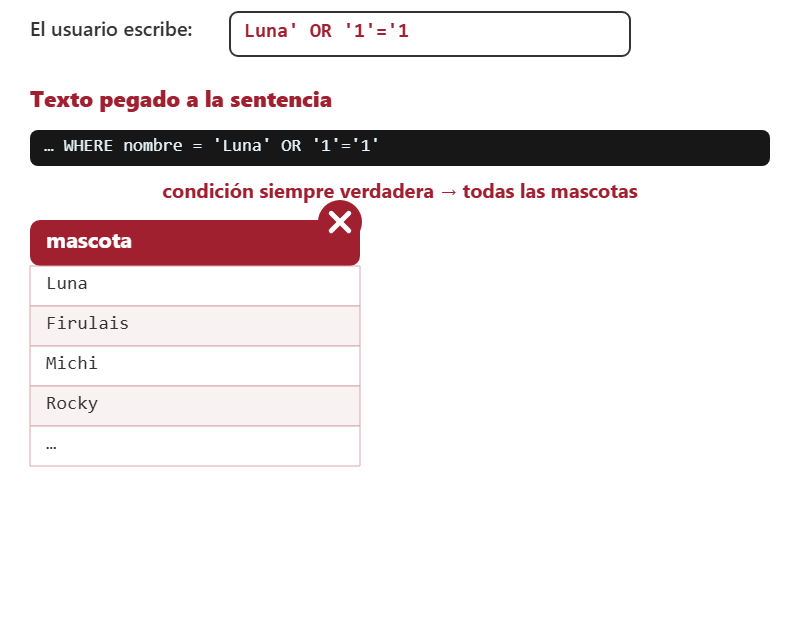 El usuario escribe: Luna' OR '1'='1
Texto pegado a la sentencia
… WHERE nombre = 'Luna' OR '1'='1'
condición siempre verdadera → todas las mascotas
mascota
Luna
Firulais
Michi
Rocky
…